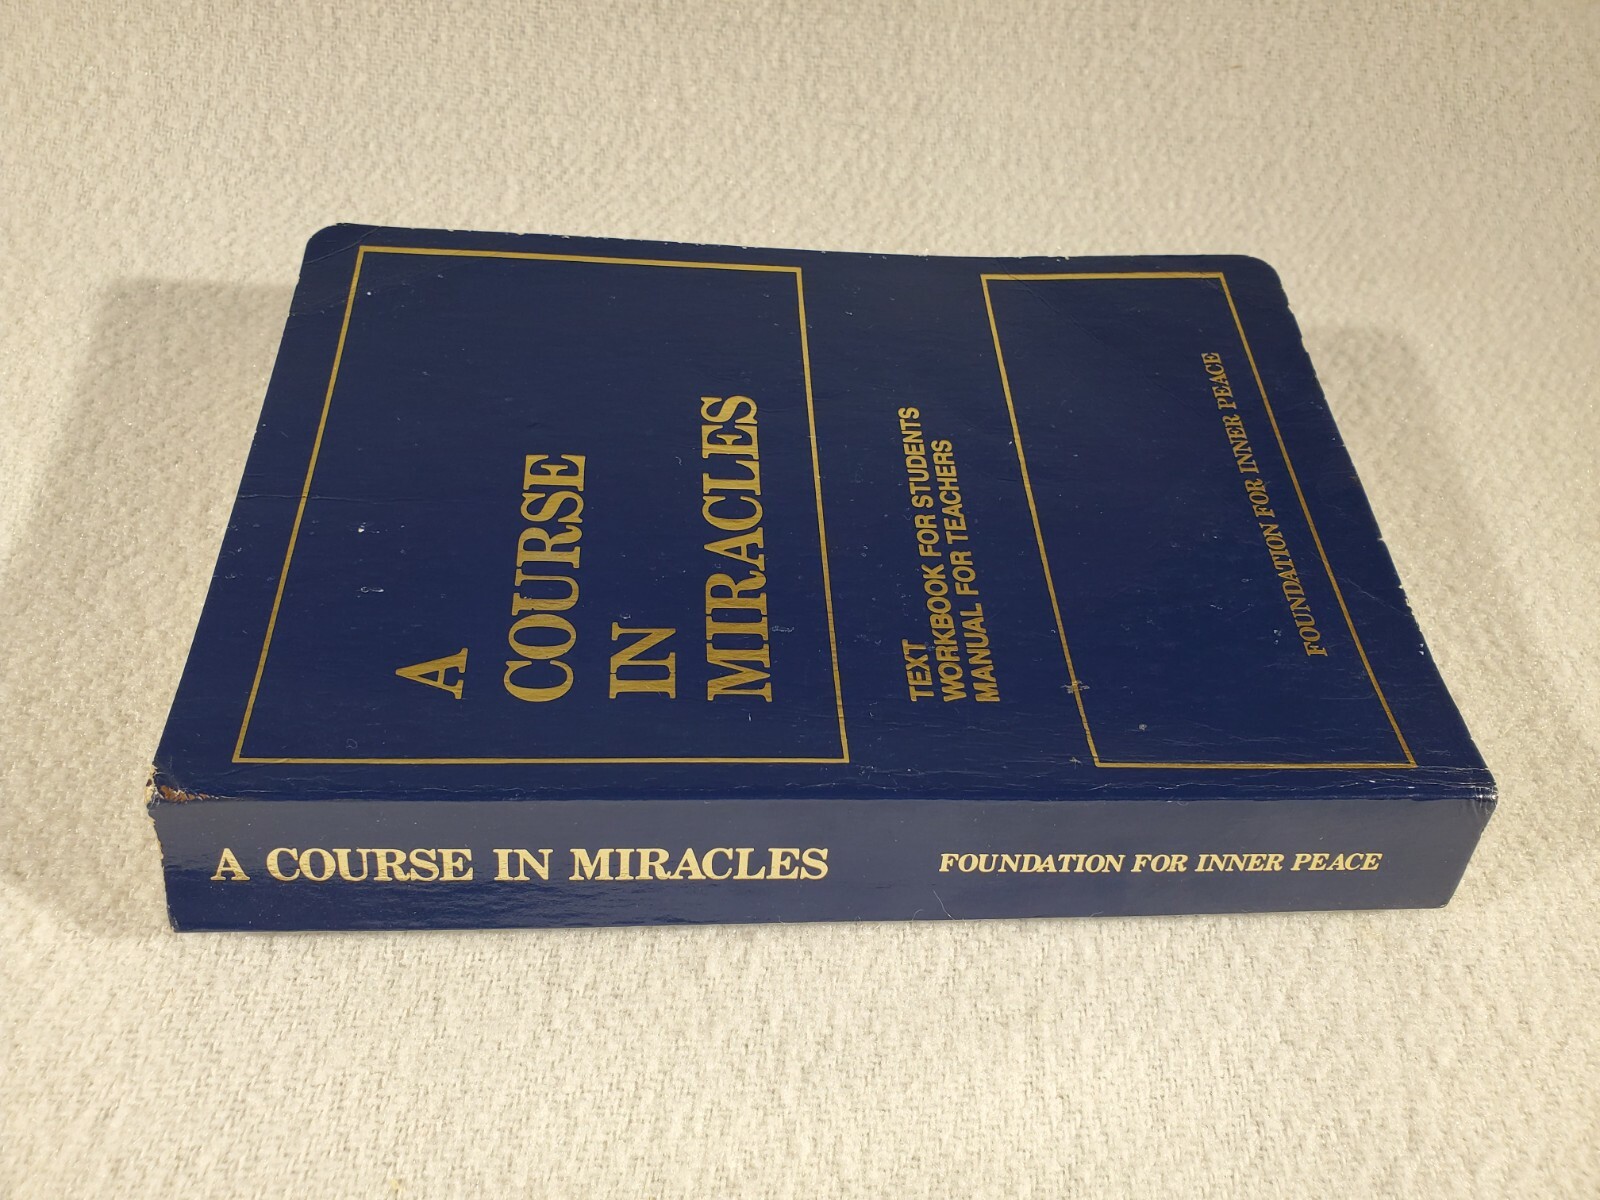 A
COURSE
IN
MIRACLES
TEXT
WORKBOOK FOR STUDENTS
MANUAL FOR TEACHERS
FOUNDATION FOR INNER PEACE
A COURSE IN MIRACLES
FOUNDATION FOR INNER PEACE